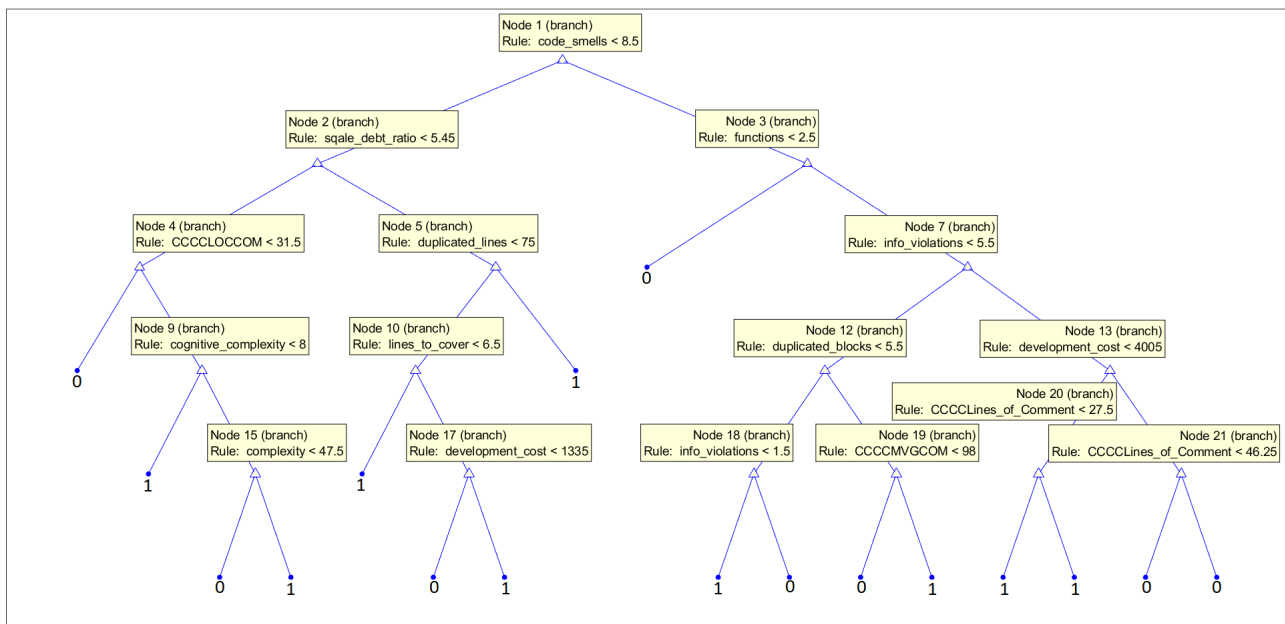 Node 1 (branch)
Rule: code_smells < 8.5
Node 2 (branch)
Rule: sqale_debt_ratio < 5.45
Node 3 (branch)
Rule: functions < 2.5
Node 4 (branch)
Rule: CCCCLOCCOM < 31.5
Node 5 (branch)
Rule: duplicated_lines < 75
Node 7 (branch)
Rule: info_violations < 5.5
0
Node 9 (branch)
Rule: cognitive_complexity < 8
Node 10 (branch)
Rule: lines_to_cover < 6.5
Node 12 (branch)
Rule: duplicated_blocks < 5.5
Node 13 (branch)
Rule: development_cost < 4005
0
1
Node 20 (branch)
Rule: CCCCLines_of_Comment < 27.5
Node 15 (branch)
Rule: complexity < 47.5
Node 17 (branch)
Rule: development_cost < 1335
Node 18 (branch)
Rule: info_violations < 1.5
Node 19 (branch)
Rule: CCCCMVGCOM < 98
Node 21 (branch)
Rule: CCCCLines_of_Comment < 46.25
1
1
0
1
0
1
1
0
0
1
1
1
0
0